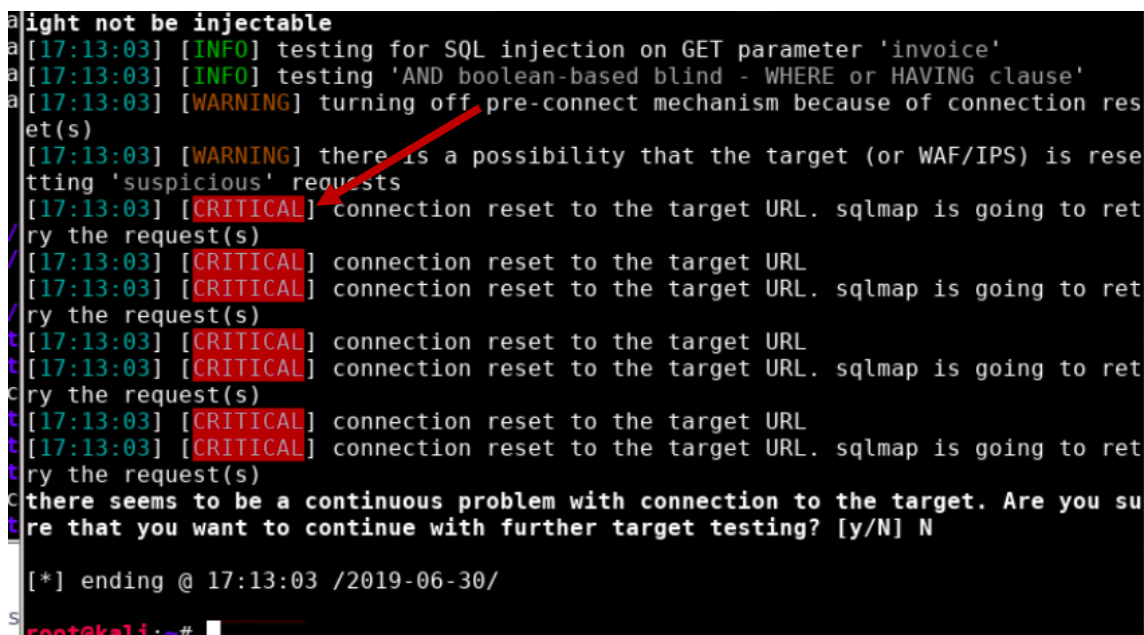 ight not be injectable
[17:13:03] [INFO] testing for SQL injection on GET parameter 'invoice'
[17:13:03] [INFO] testing 'AND boolean-based blind - WHERE or HAVING clause'
[17:13:03] [WARNING] turning off pre-connect mechanism because of connection res
et(s)
[17:13:03] [WARNING] there is a possibility that the target (or WAF/IPS) is rese
tting 'suspicious' requests
[17:13:03] [CRITICAL] connection reset to the target URL. sqlmap is going to ret
ry the request(s)
[17:13:03] [CRITICAL] connection reset to the target URL
[17:13:03] [CRITICAL] connection reset to the target URL. sqlmap is going to ret
ry the request(s)
[17:13:03] [CRITICAL] connection reset to the target URL
[17:13:03] [CRITICAL] connection reset to the target URL. sqlmap is going to ret
ry the request(s)
[17:13:03] [CRITICAL] connection reset to the target URL
[17:13:03] [CRITICAL] connection reset to the target URL. sqlmap is going to ret
ry the request(s)
there seems to be a continuous problem with connection to the target. Are you su
re that you want to continue with further target testing? [y/N] N
[*] ending @ 17:13:03 /2019-06-30/
root@kali:~#